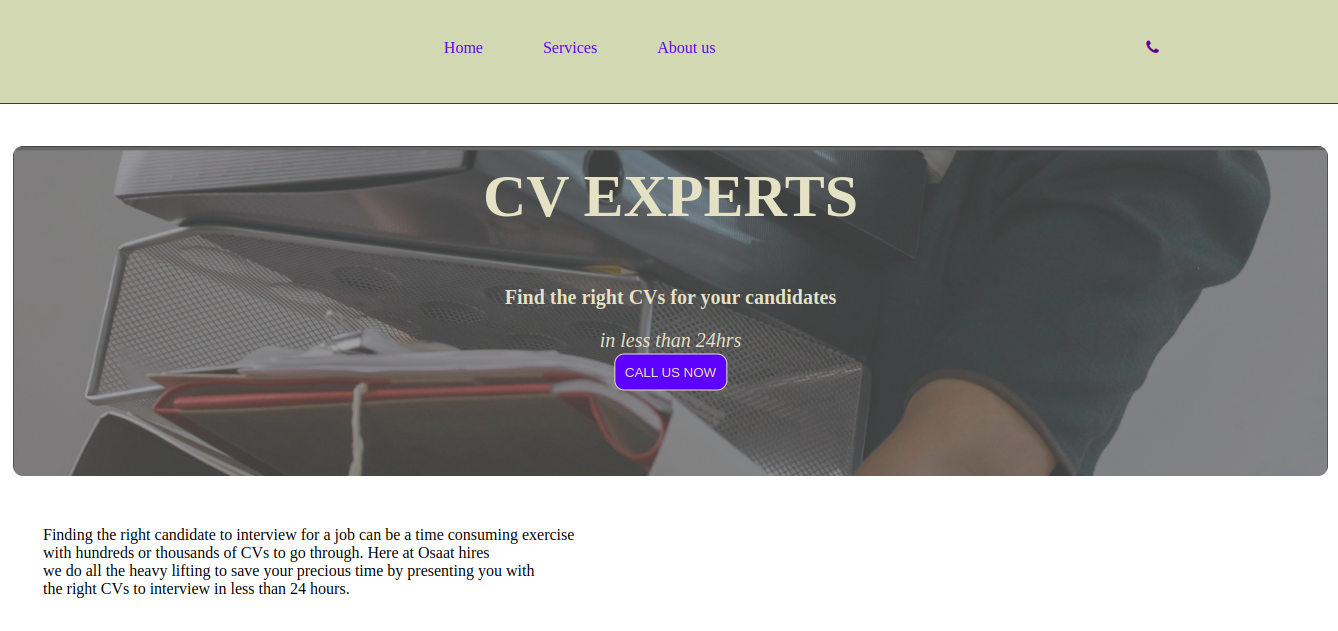 Home Services About us
CV EXPERTS
Find the right CVs for your candidates
in less than 24hrs
CALL US NOW
Finding the right candidate to interview for a job can be a time consuming exercise
with hundreds or thousands of CVs to go through. Here at Osaat hires
we do all the heavy lifting to save your precious time by presenting you with
the right CVs to interview in less than 24 hours.